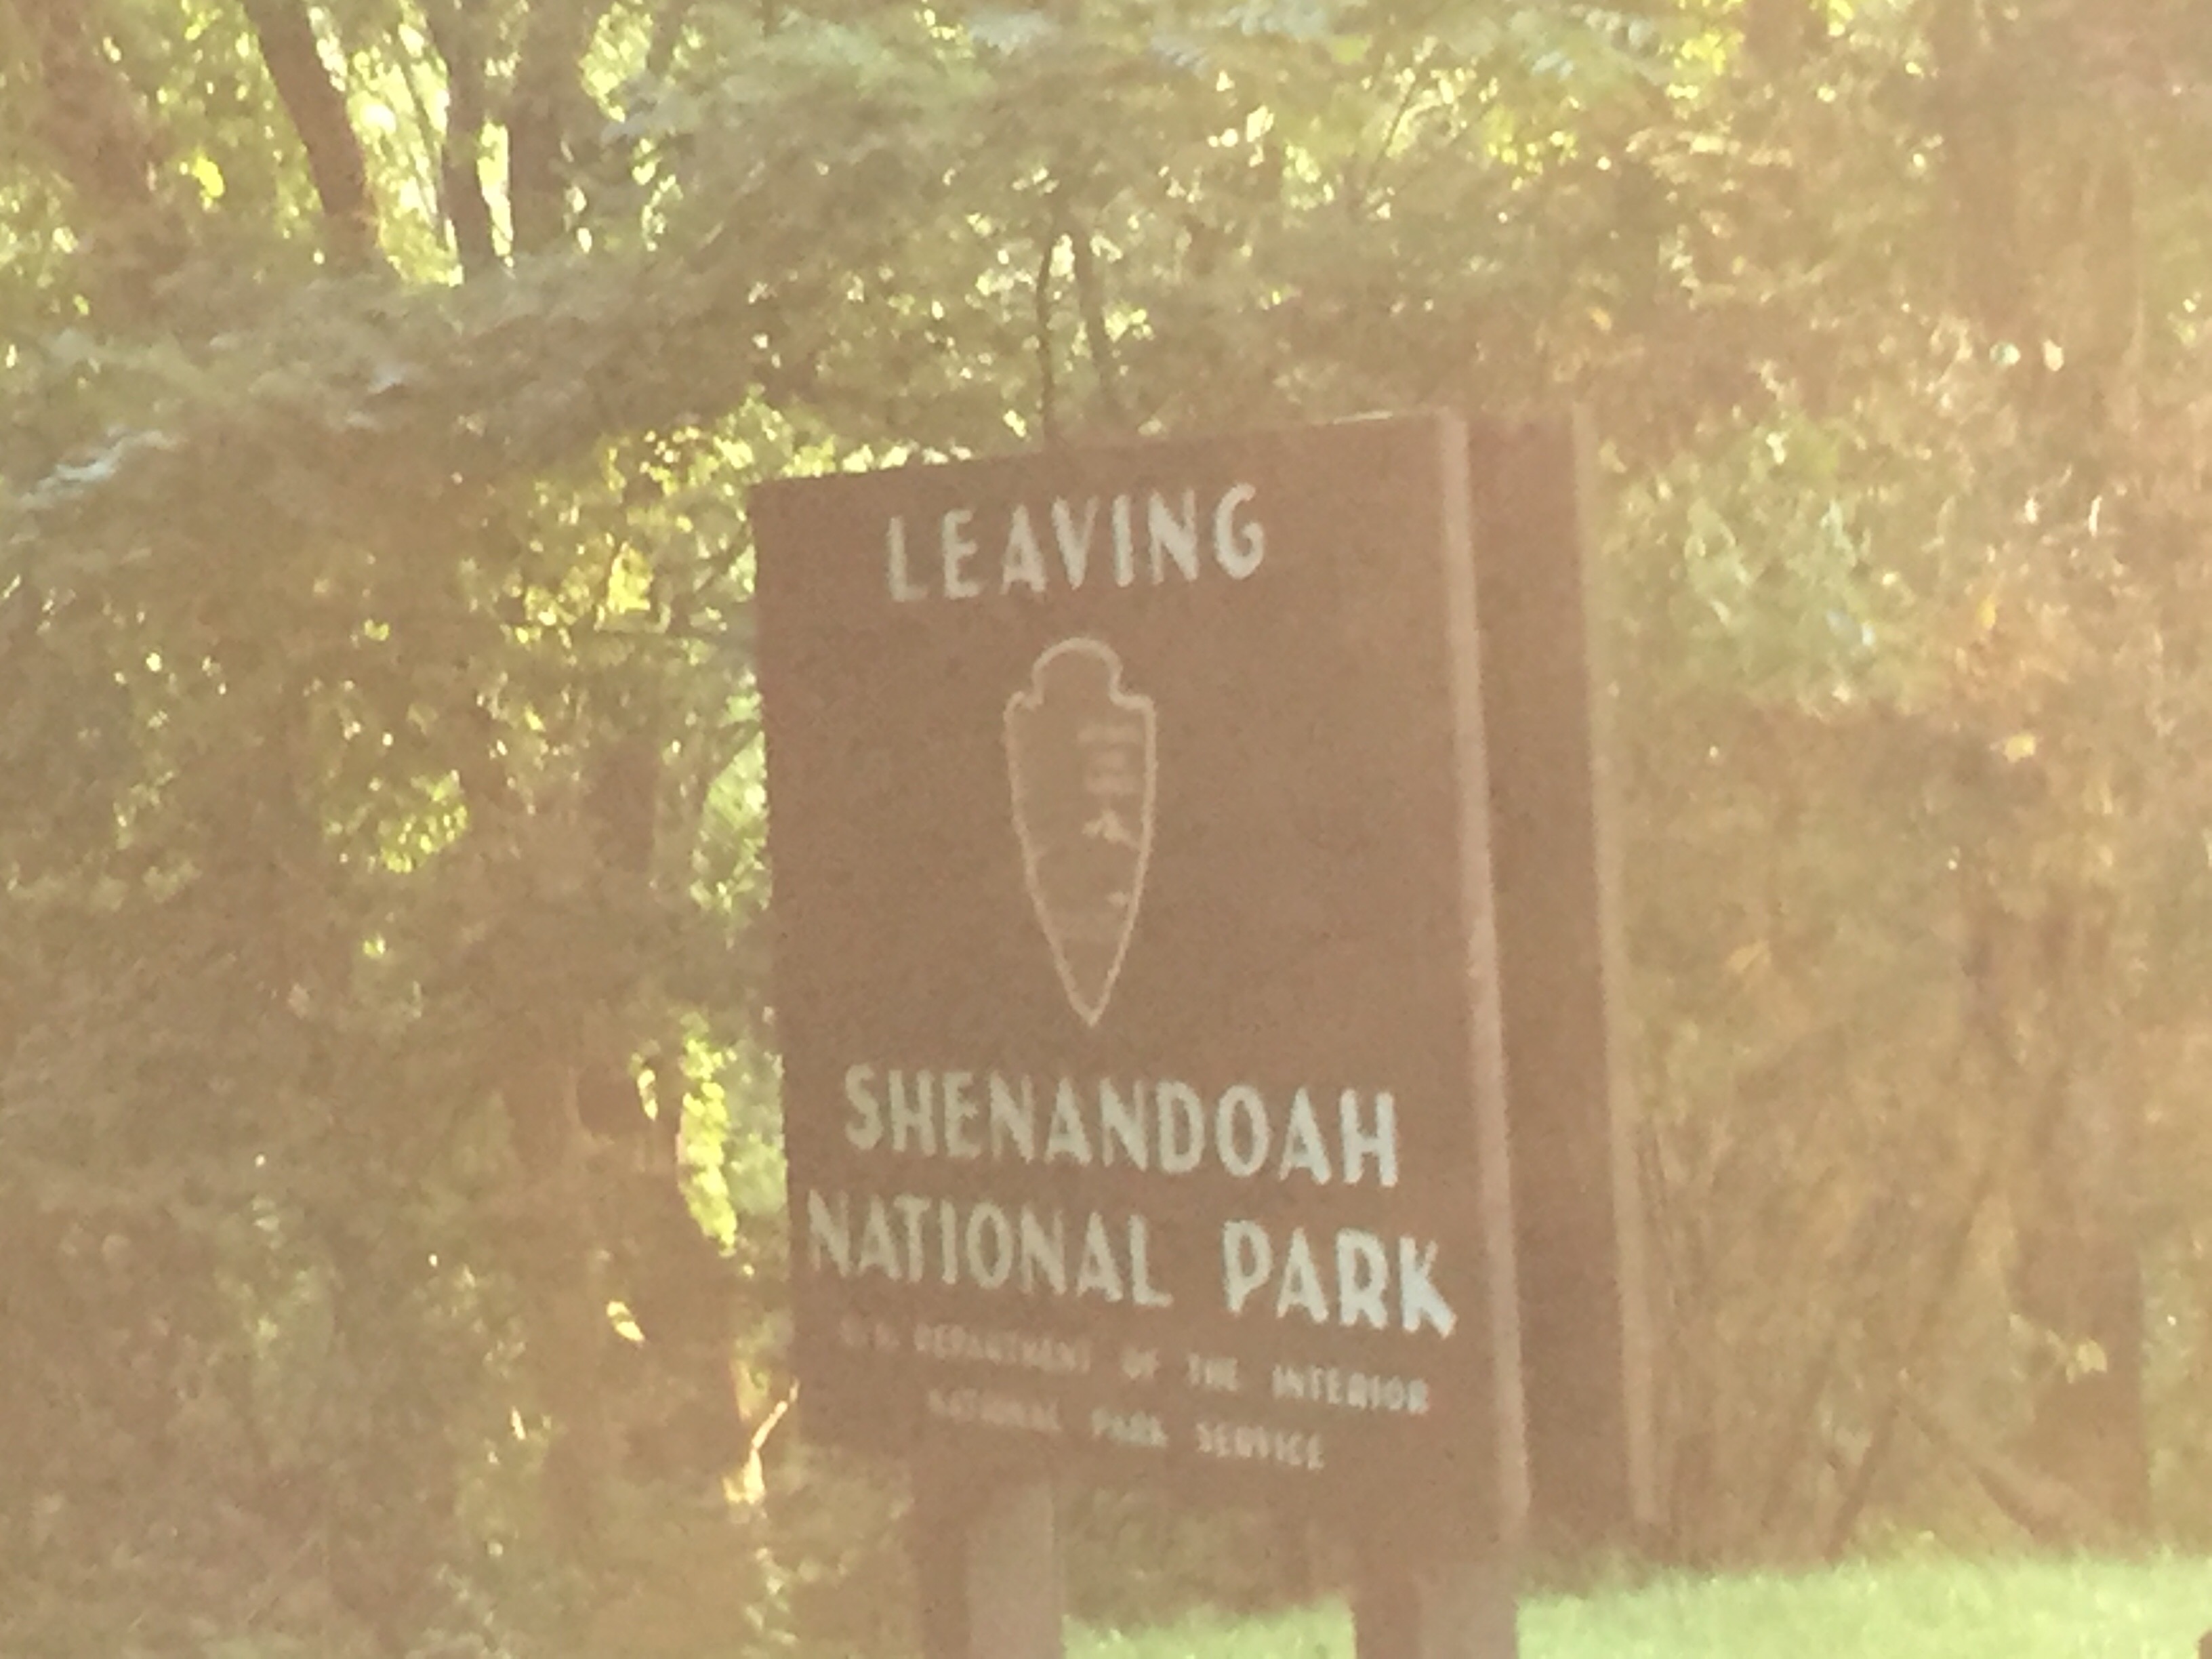 LEAVING
SHENANDOAH
NATIONAL PARK
U.S. DEPARTMENT OF THE INTERIOR
NATIONAL PARK SERVICE